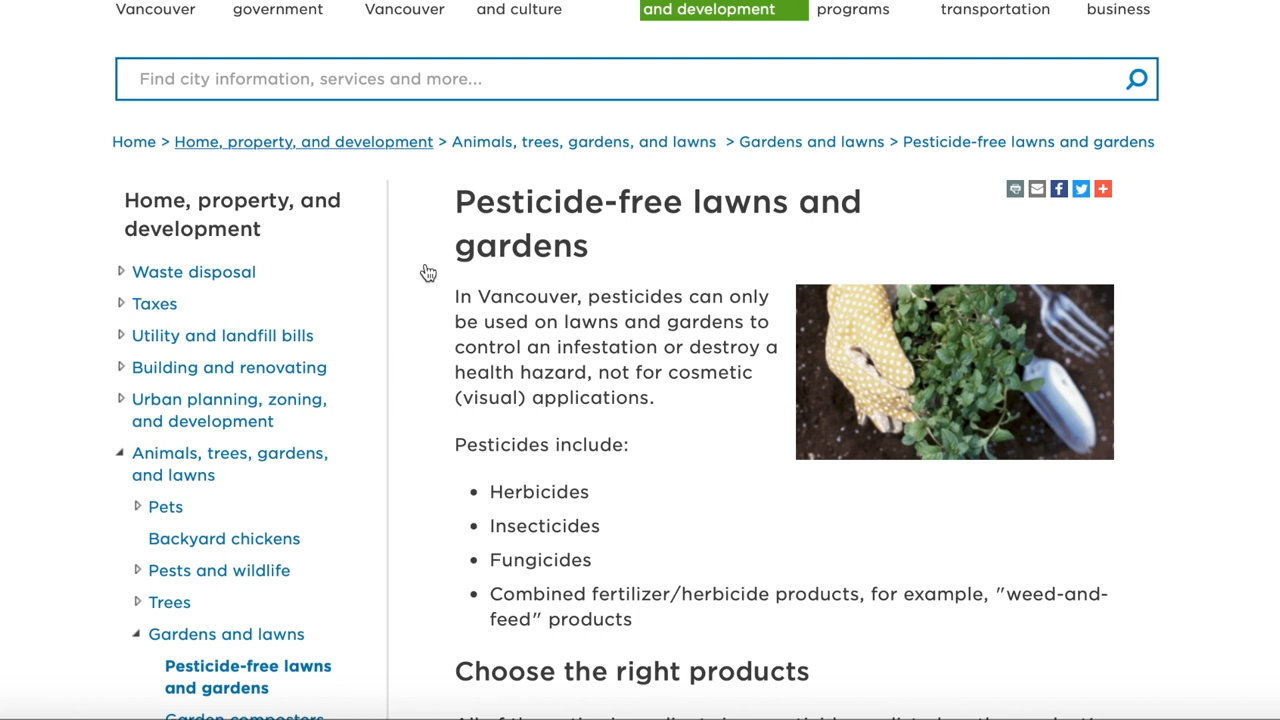 Vancouver government Vancouver and culture and development programs transportation business
Find city information, services and more...
Home > Home, property, and development > Animals, trees, gardens, and lawns > Gardens and lawns > Pesticide-free lawns and gardens
Home, property, and
development
Waste disposal
Taxes
Utility and landfill bills
Building and renovating
Urban planning, zoning,
and development
Animals, trees, gardens,
and lawns
Pets
Backyard chickens
Pests and wildlife
Trees
Gardens and lawns
Pesticide-free lawns
and gardens
Garden composters
Pesticide-free lawns and
gardens
In Vancouver, pesticides can only
be used on lawns and gardens to
control an infestation or destroy a
health hazard, not for cosmetic
(visual) applications.
Pesticides include:
• Herbicides
• Insecticides
• Fungicides
• Combined fertilizer/herbicide products, for example, "weed-and-
feed" products
Choose the right products